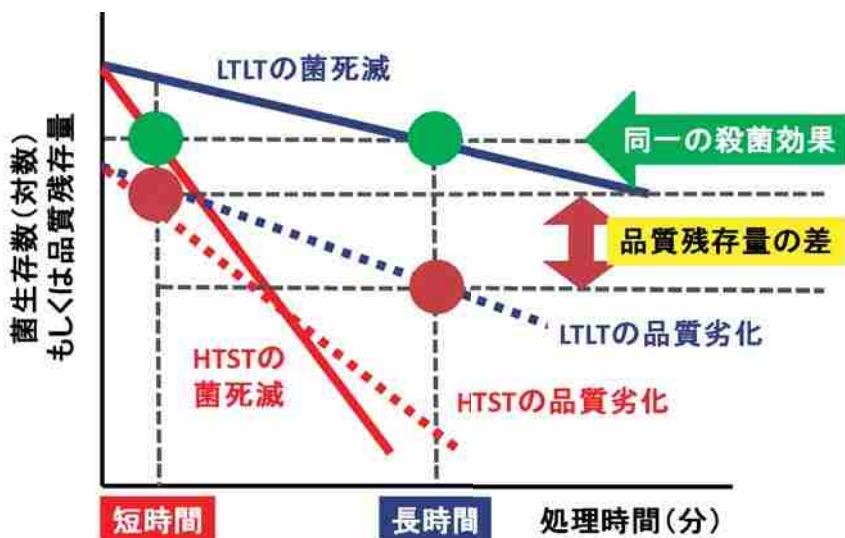 菌生存数(対数)
もしくは品質残存量
LTLTの菌死滅
同一の殺菌効果
品質残存量の差
LTLTの品質劣化
HTSTの
菌死滅
HTSTの品質劣化
短時間
長時間
処理時間(分)